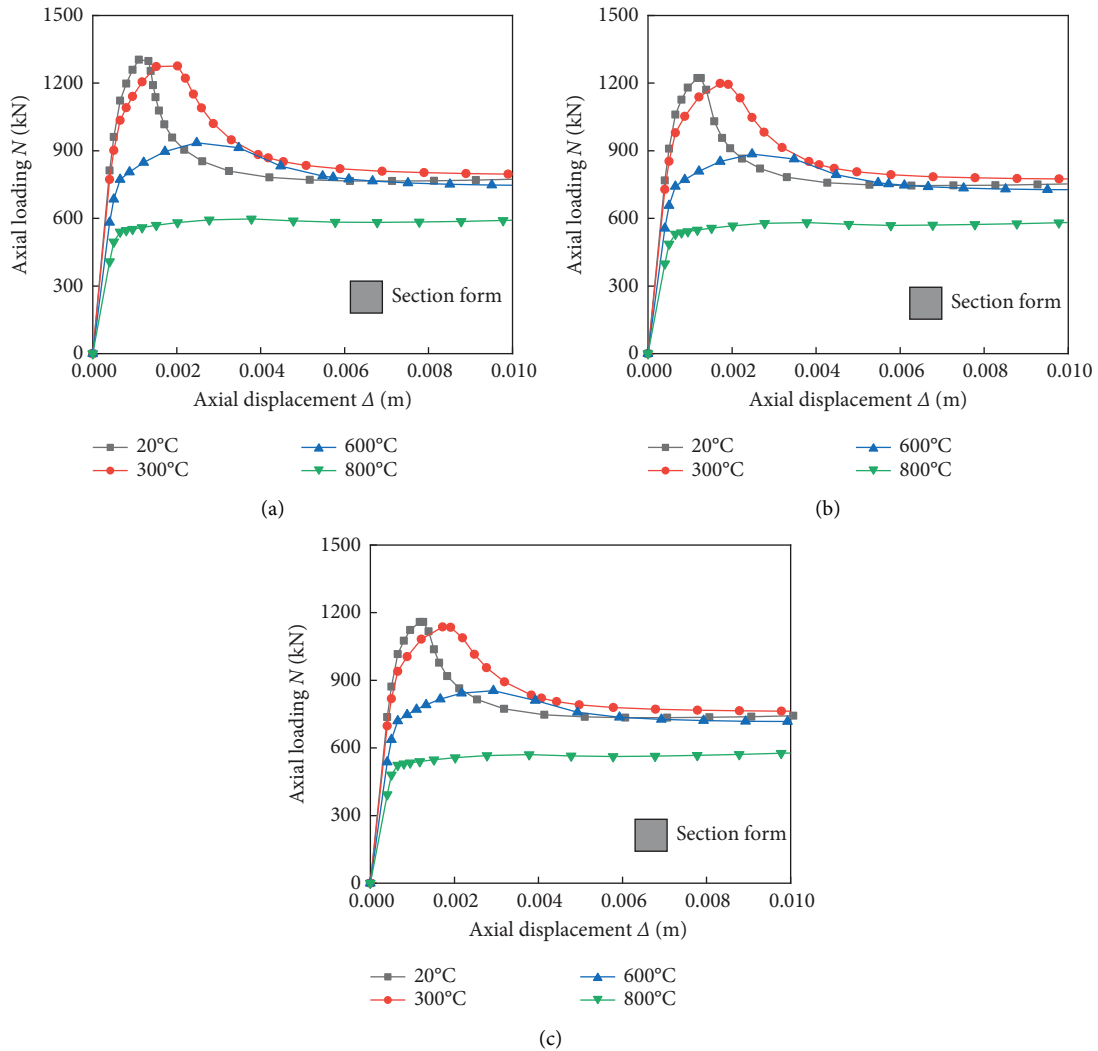 1500
1200
900
600
300
0
Axial loading N (kN)
Section form
0.000 0.002 0.004 0.006 0.008 0.010
Axial displacement Δ (m)
20°C 600°C
300°C 800°C
(a)
1500
1200
900
600
300
0
Axial loading N (kN)
Section form
0.000 0.002 0.004 0.006 0.008 0.010
Axial displacement Δ (m)
20°C 600°C
300°C 800°C
(b)
1500
1200
900
600
300
0
Axial loading N (kN)
Section form
0.000 0.002 0.004 0.006 0.008 0.010
Axial displacement Δ (m)
20°C 600°C
300°C 800°C
(c)